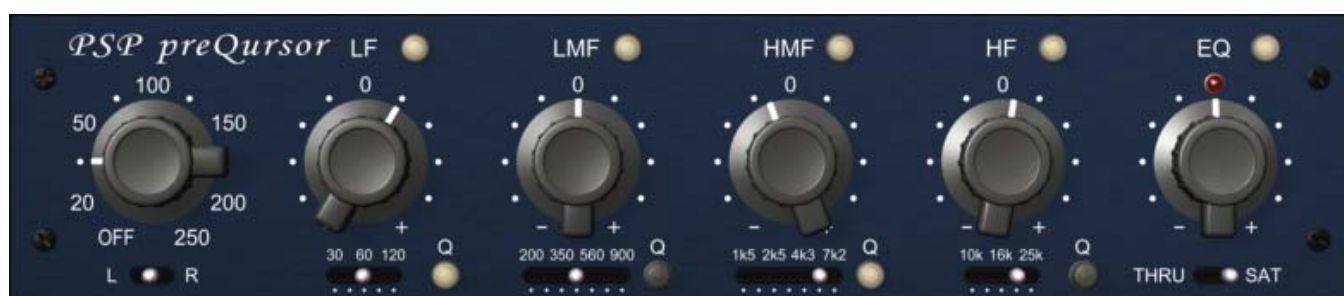 PSP preQursor LF LMF HMF HF EQ
100 0 0 0 0
50 150
20 200
OFF 250 + - + - - + - +
30 60 120 Q 200 350 560 900 Q 1k5 2k5 4k3 7k2 Q 10k 16k 25k Q
L R THRU SAT